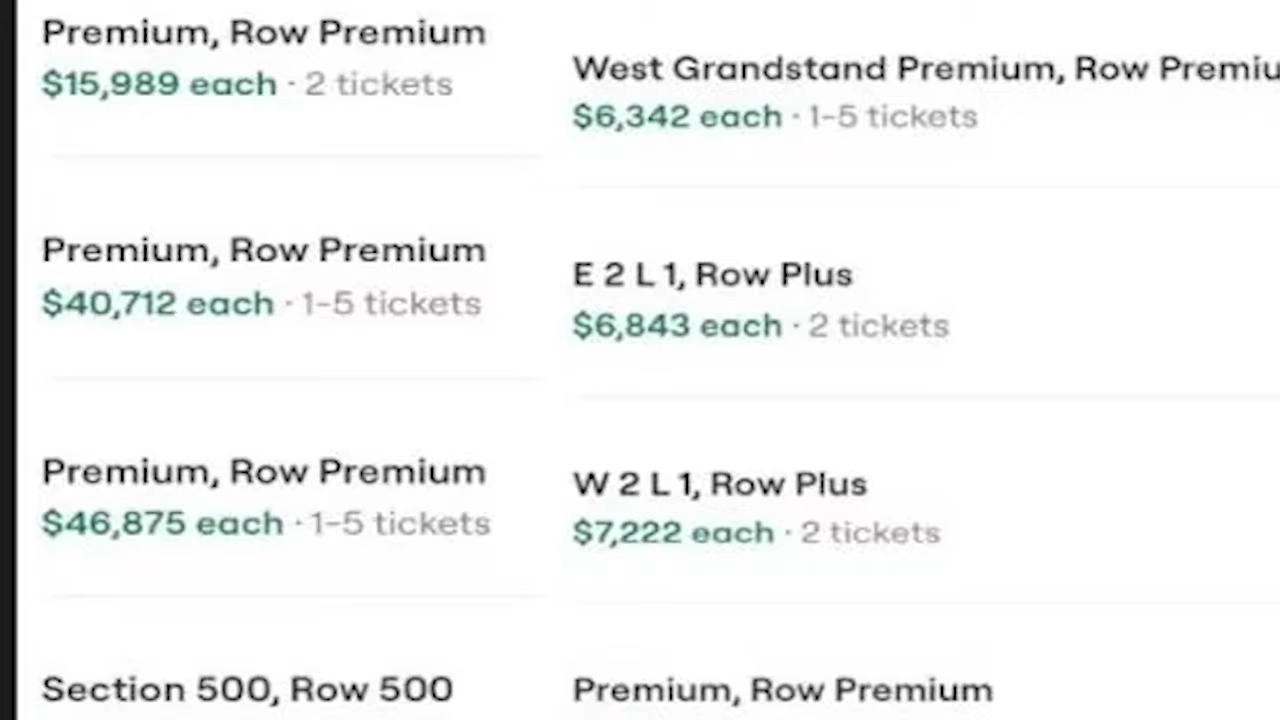 Premium, Row Premium
$15,989 each · 2 tickets
Premium, Row Premium
$40,712 each · 1-5 tickets
Premium, Row Premium
$46,875 each · 1-5 tickets
Section 500, Row 500
West Grandstand Premium, Row Premiu
$6,342 each · 1-5 tickets
E 2 L 1, Row Plus
$6,843 each · 2 tickets
W 2 L 1, Row Plus
$7,222 each · 2 tickets
Premium, Row Premium